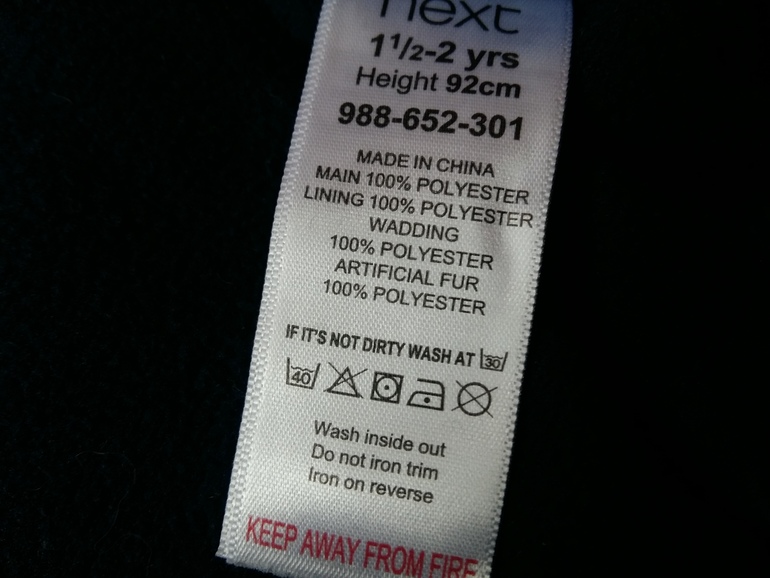 next
1½-2 yrs
Height 92cm
988-652-301
MADE IN CHINA
MAIN 100% POLYESTER
LINING 100% POLYESTER
WADDING
100% POLYESTER
ARTIFICIAL FUR
100% POLYESTER
IF IT'S NOT DIRTY WASH AT 30
40
Wash inside out
Do not iron trim
Iron on reverse
KEEP AWAY FROM FIRE